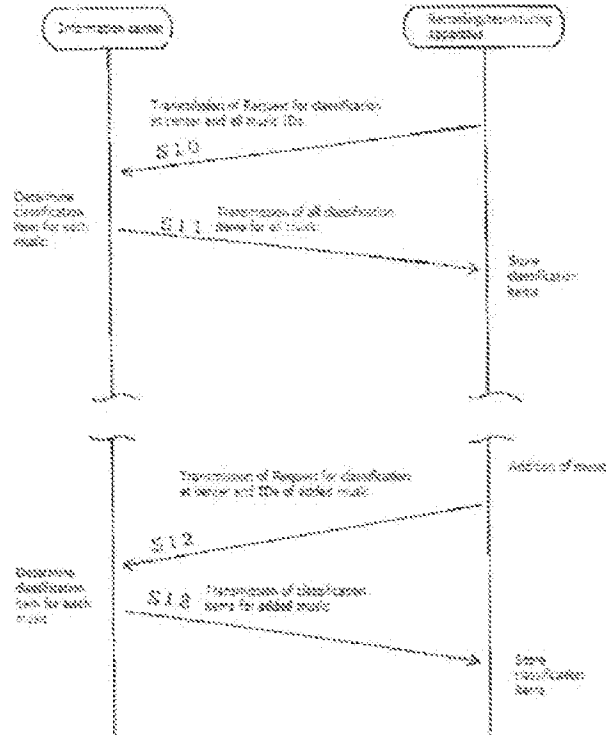 Information center
Recording/reproducing
apparatus
Transmission of Request for classification
at center and all music IDs
S10
Determine
classification
item for each
music
S11
Transmission of all classification
items for all music
Store
classification
items
Transmission of Request for classification
at center and IDs of added music
Addition of music
S12
Determine
classification
item for each
music
S13
Transmission of classification
items for added music
Store
classification
items